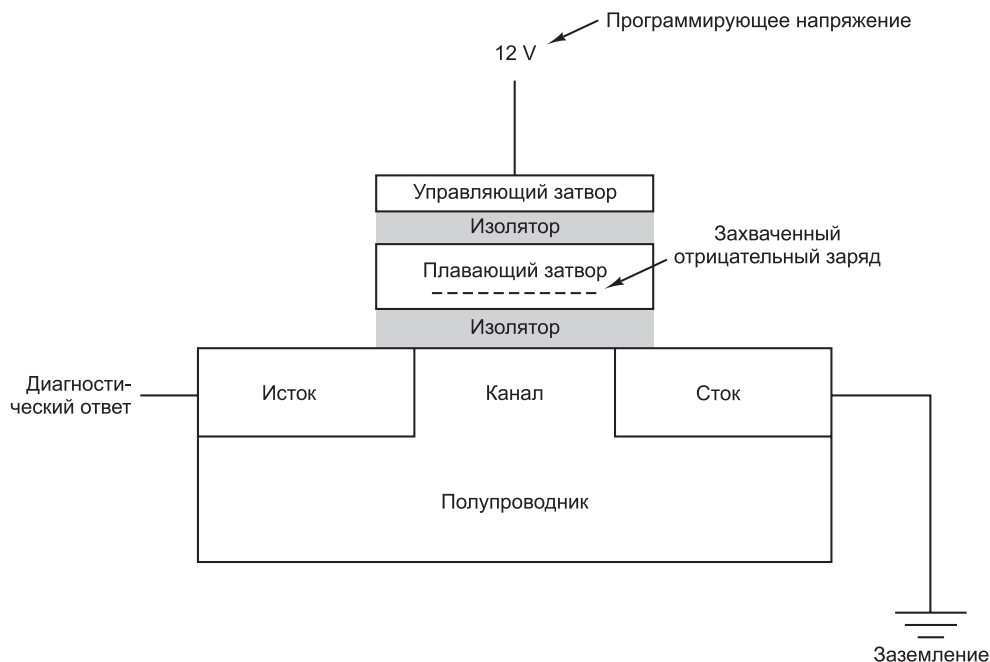 Программирующее напряжение
12 V
Управляющий затвор
Изолятор
Захваченный
отрицательный заряд
Плавающий затвор
Изолятор
Диагности-
ческий ответ
Исток
Канал
Сток
Полупроводник
Заземление